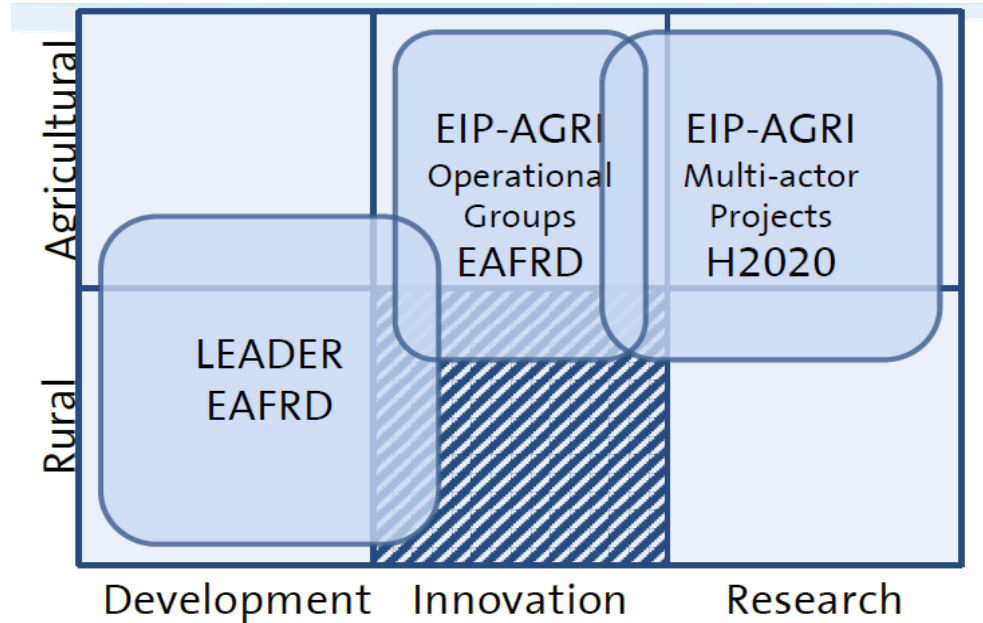 Agricultural
EIP-AGRI
Operational
Groups
EAFRD
EIP-AGRI
Multi-actor
Projects
H2020
Rural
LEADER
EAFRD
Development
Innovation
Research